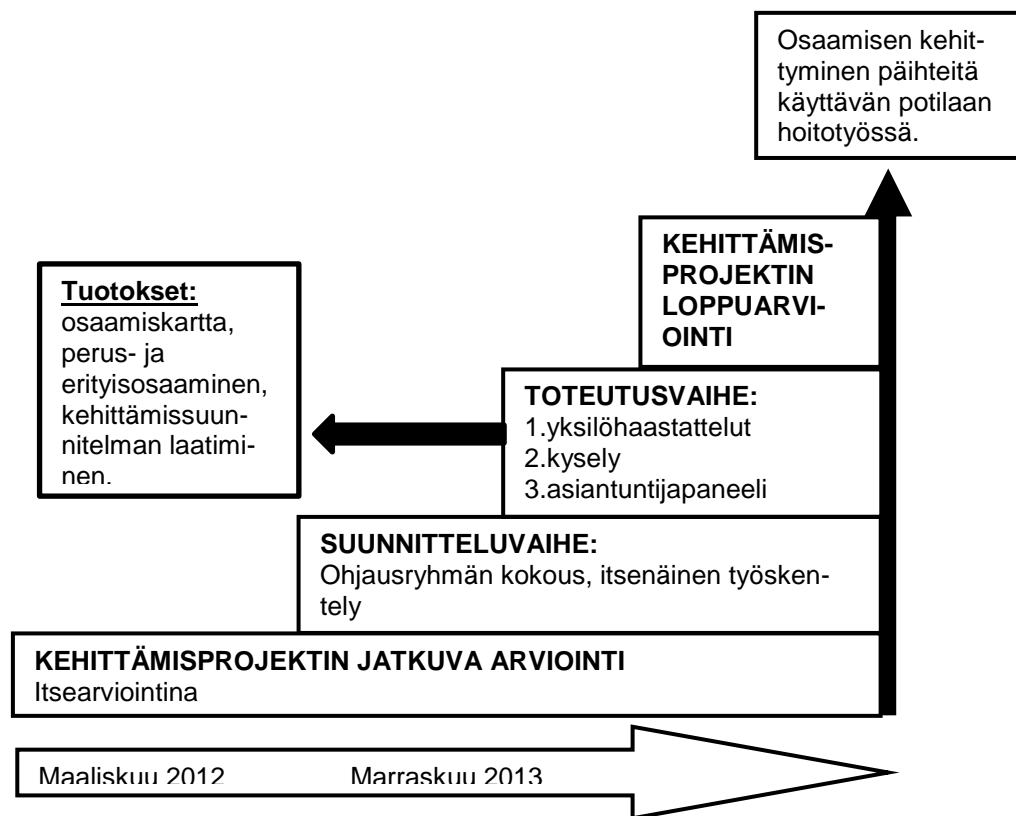 Osaamisen kehit-
tyminen päihteitä
käyttävän potilaan
hoitotyössä.
KEHITTÄMIS-
PROJEKTIN
LOPPUARVI-
OINTI
Tuotokset:
osaamiskartta,
perus- ja
erityisosaaminen,
kehittämissuun-
nitelman laatimi-
nen.
TOTEUTUSVAIHE:
1.yksilöhaastattelut
2.kysely
3.asiantuntijapaneeli
SUUNNITTELUVAIHE:
Ohjausryhmän kokous, itsenäinen työsken-
tely
KEHITTÄMISPROJEKTIN JATKUVA ARVIOINTI
Itsearviointina
Maaliskuu 2012 Marraskuu 2013